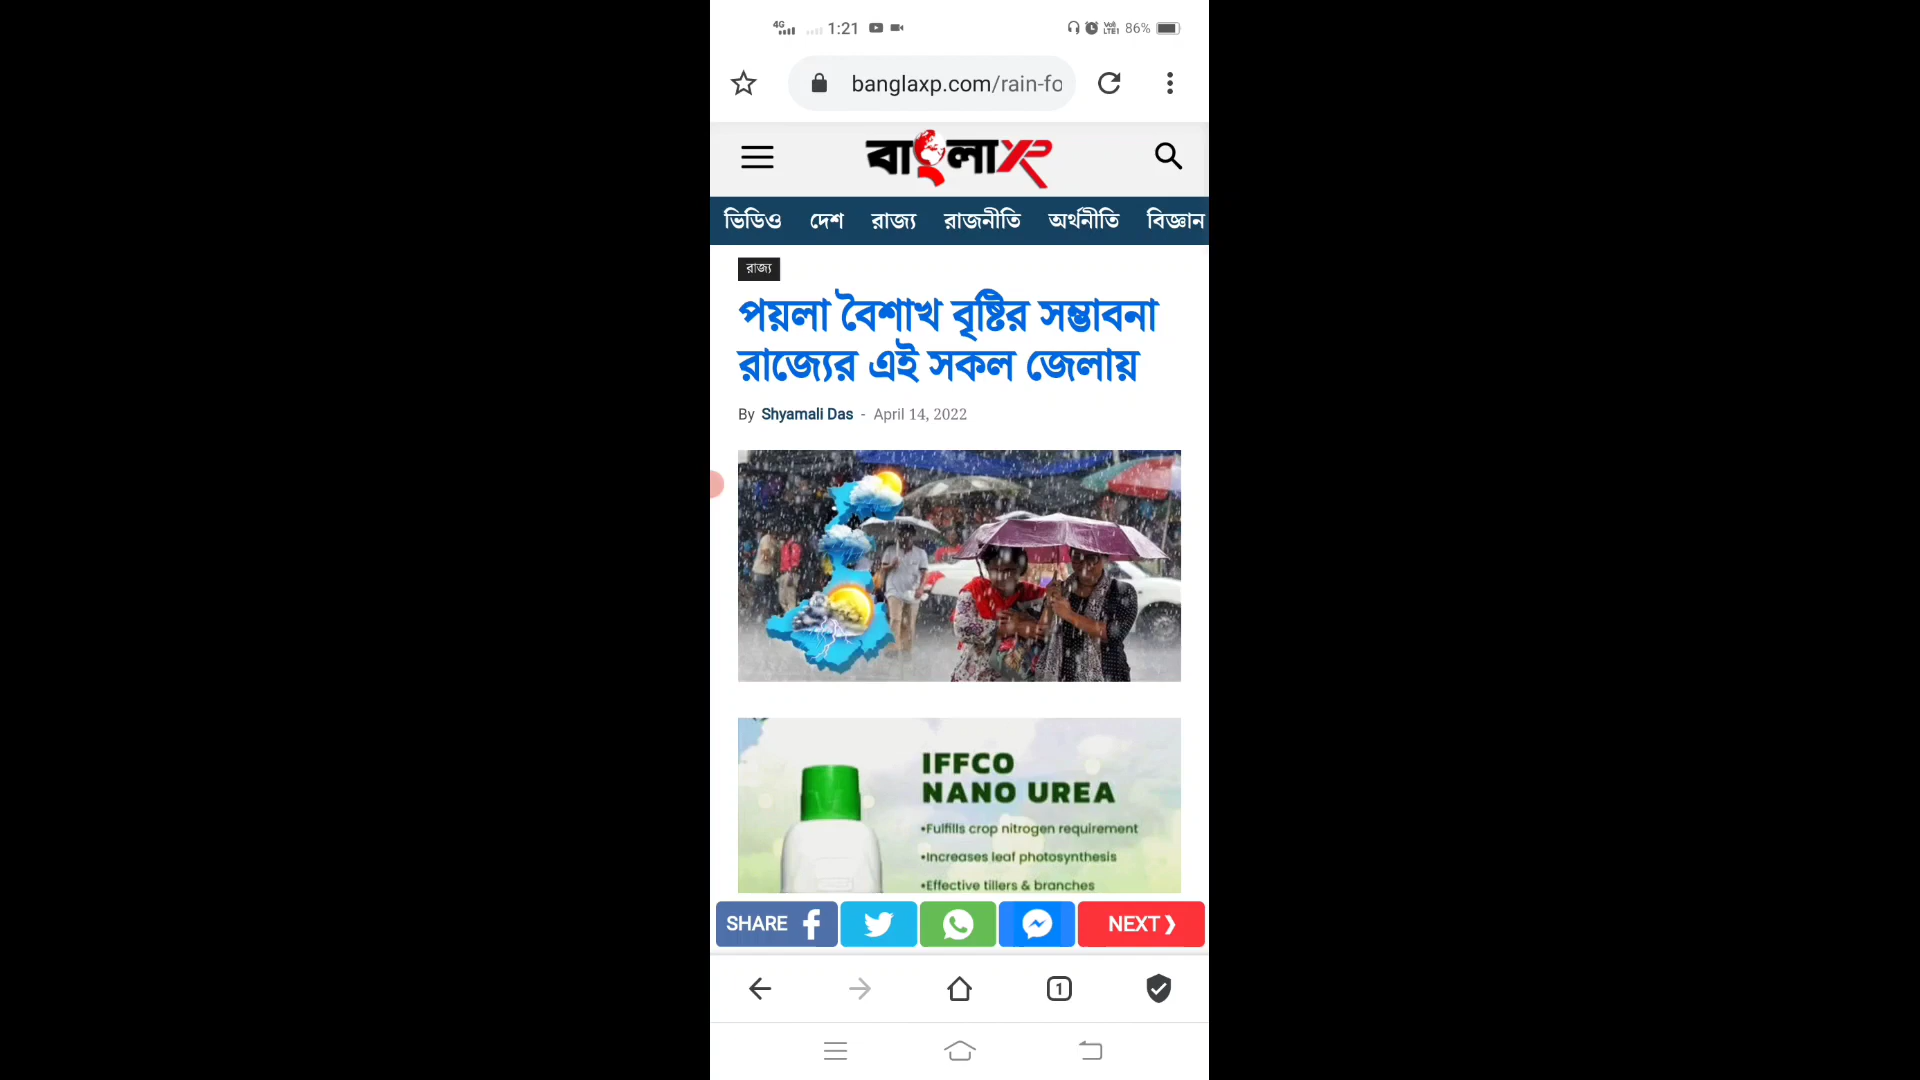 4G 1:21 VoLTE1 86%
banglaxp.com/rain-fo
বাংলাXP
ভিডিও দেশ রাজ্য রাজনীতি অর্থনীতি বিজ্ঞান
রাজ্য
পয়লা বৈশাখ বৃষ্টির সম্ভাবনা
রাজ্যের এই সকল জেলায়
By Shyamali Das - April 14, 2022
IFFCO
NANO UREA
•Fulfills crop nitrogen requirement
•Increases leaf photosynthesis
•Effective tillers & branches
SHARE NEXT ❯
1